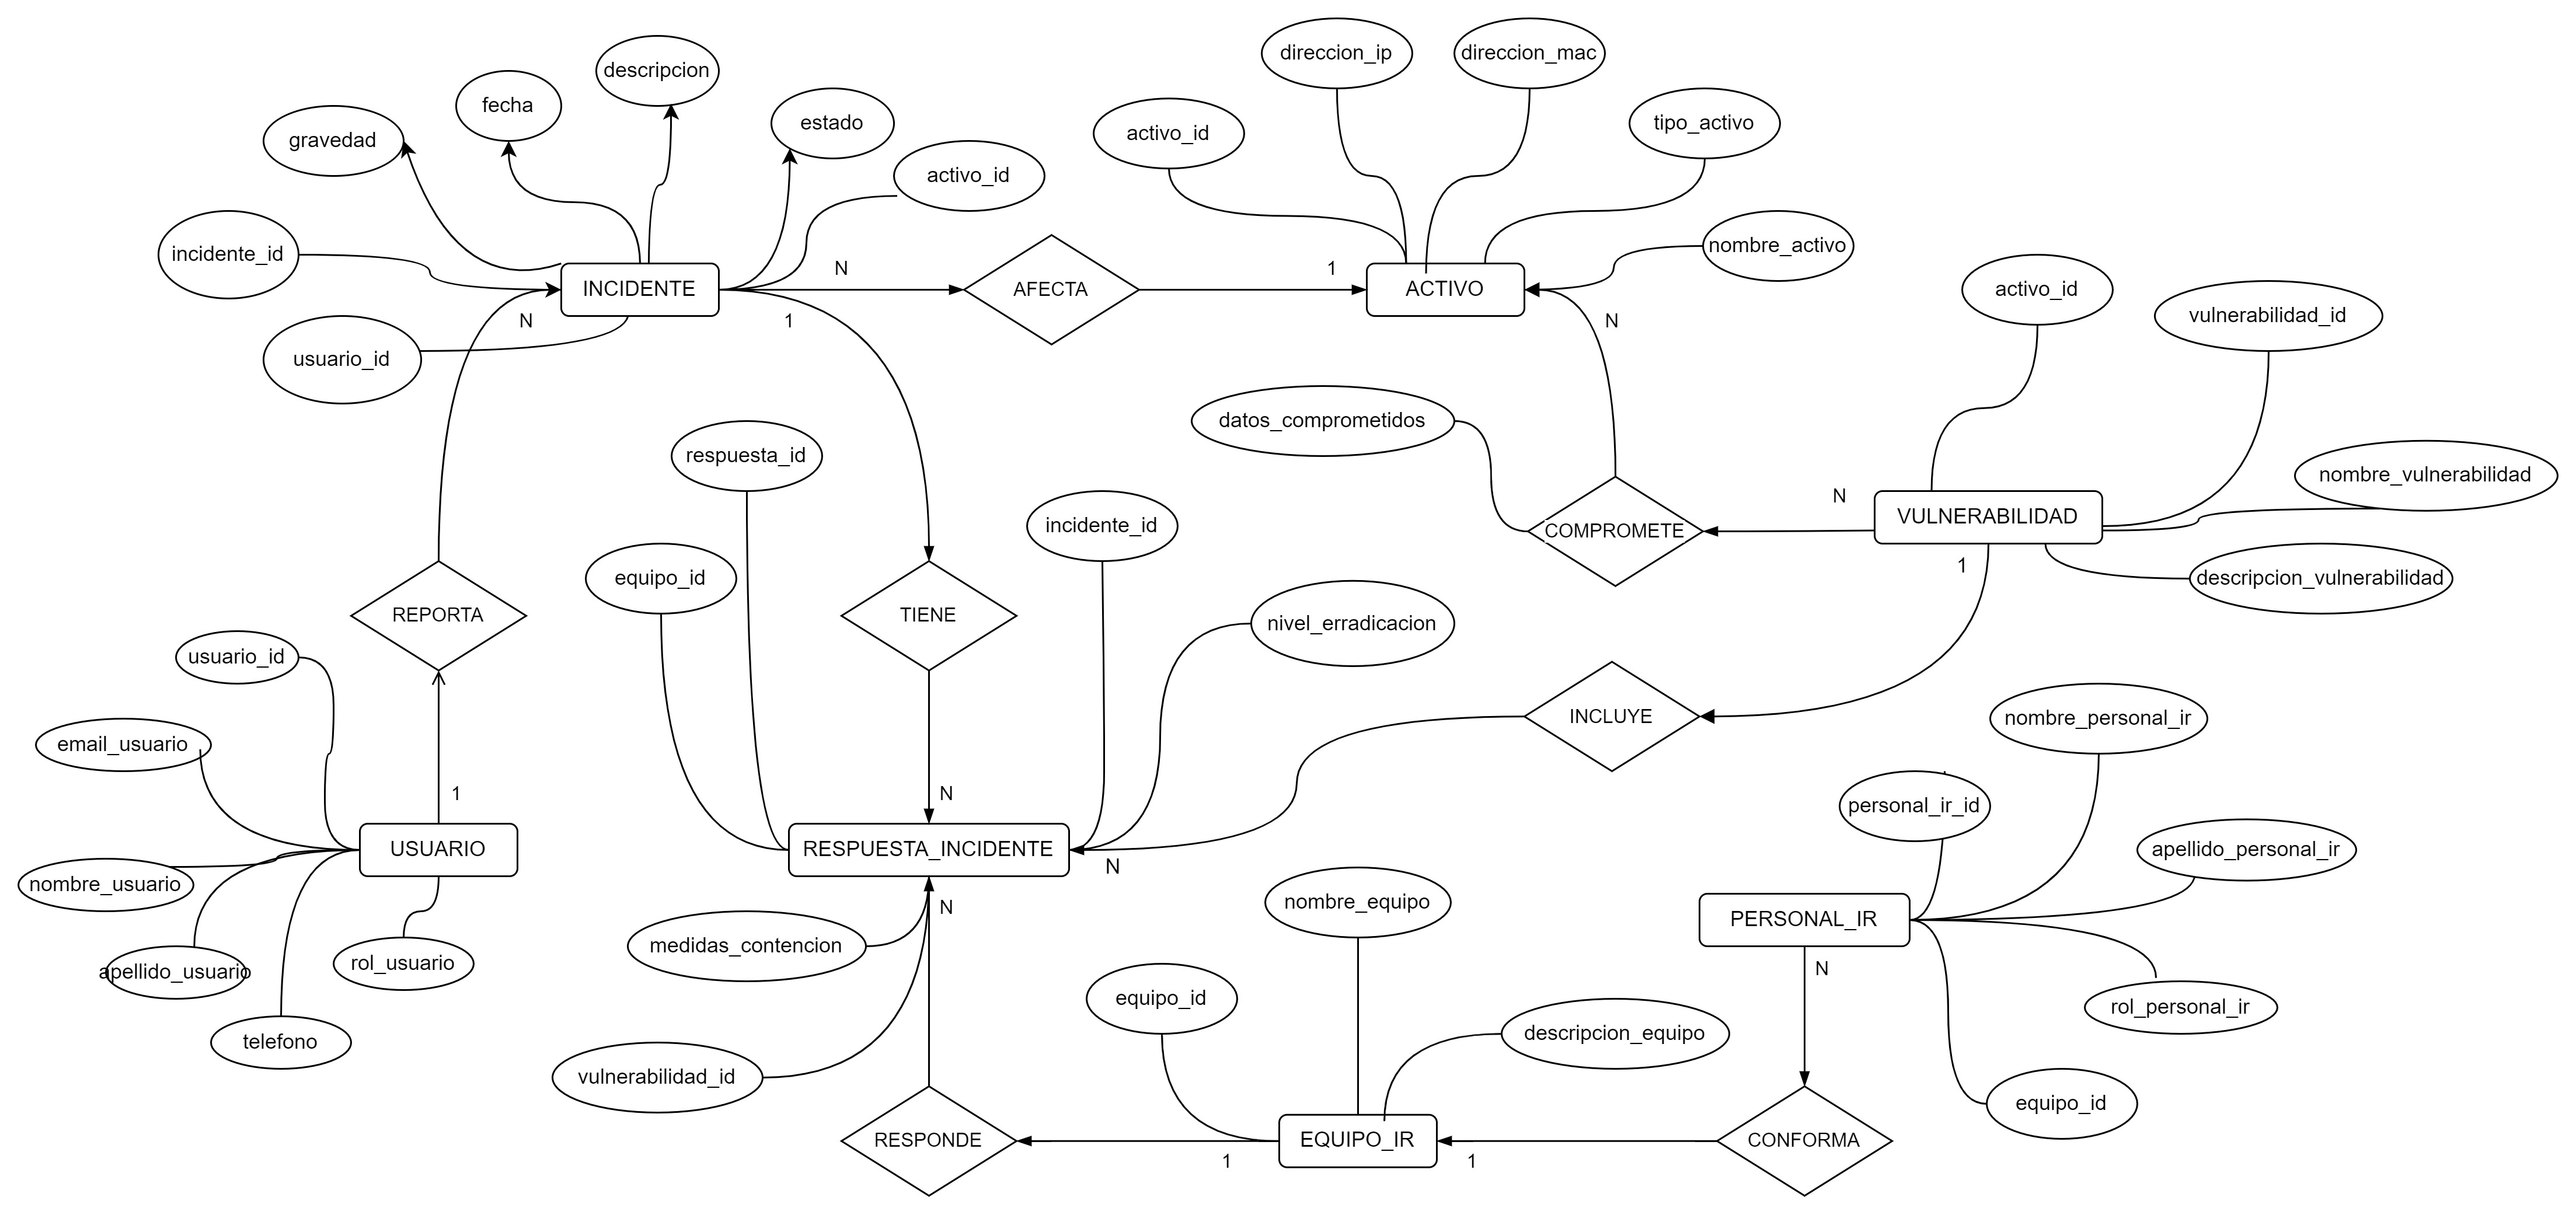 direccion_ip
direccion_mac
descripcion
fecha
estado
tipo_activo
activo_id
gravedad
activo_id
nombre_activo
incidente_id
N
1
INCIDENTE
AFECTA
ACTIVO
activo_id
vulnerabilidad_id
N
1
N
usuario_id
datos_comprometidos
respuesta_id
nombre_vulnerabilidad
N
incidente_id
VULNERABILIDAD
COMPROMETE
1
equipo_id
descripcion_vulnerabilidad
REPORTA
TIENE
nivel_erradicacion
usuario_id
INCLUYE
nombre_personal_ir
email_usuario
1
N
personal_ir_id
USUARIO
RESPUESTA_INCIDENTE
apellido_personal_ir
N
nombre_usuario
nombre_equipo
N
PERSONAL_IR
medidas_contencion
rol_usuario
apellido_usuario
N
equipo_id
rol_personal_ir
telefono
descripcion_equipo
vulnerabilidad_id
equipo_id
RESPONDE
EQUIPO_IR
CONFORMA
1
1